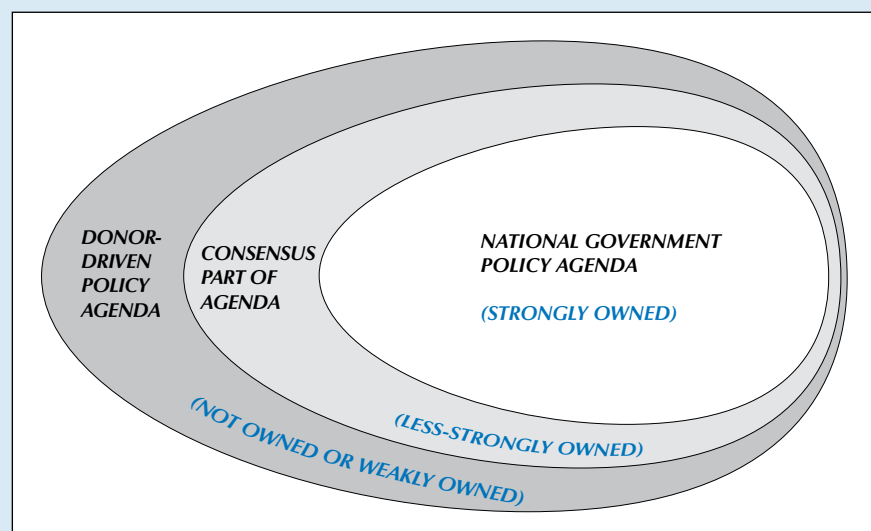 DONOR-
DRIVEN
POLICY
AGENDA
CONSENSUS
PART OF
AGENDA
NATIONAL GOVERNMENT
POLICY AGENDA
(STRONGLY OWNED)
(LESS-STRONGLY OWNED)
(NOT OWNED OR WEAKLY OWNED)